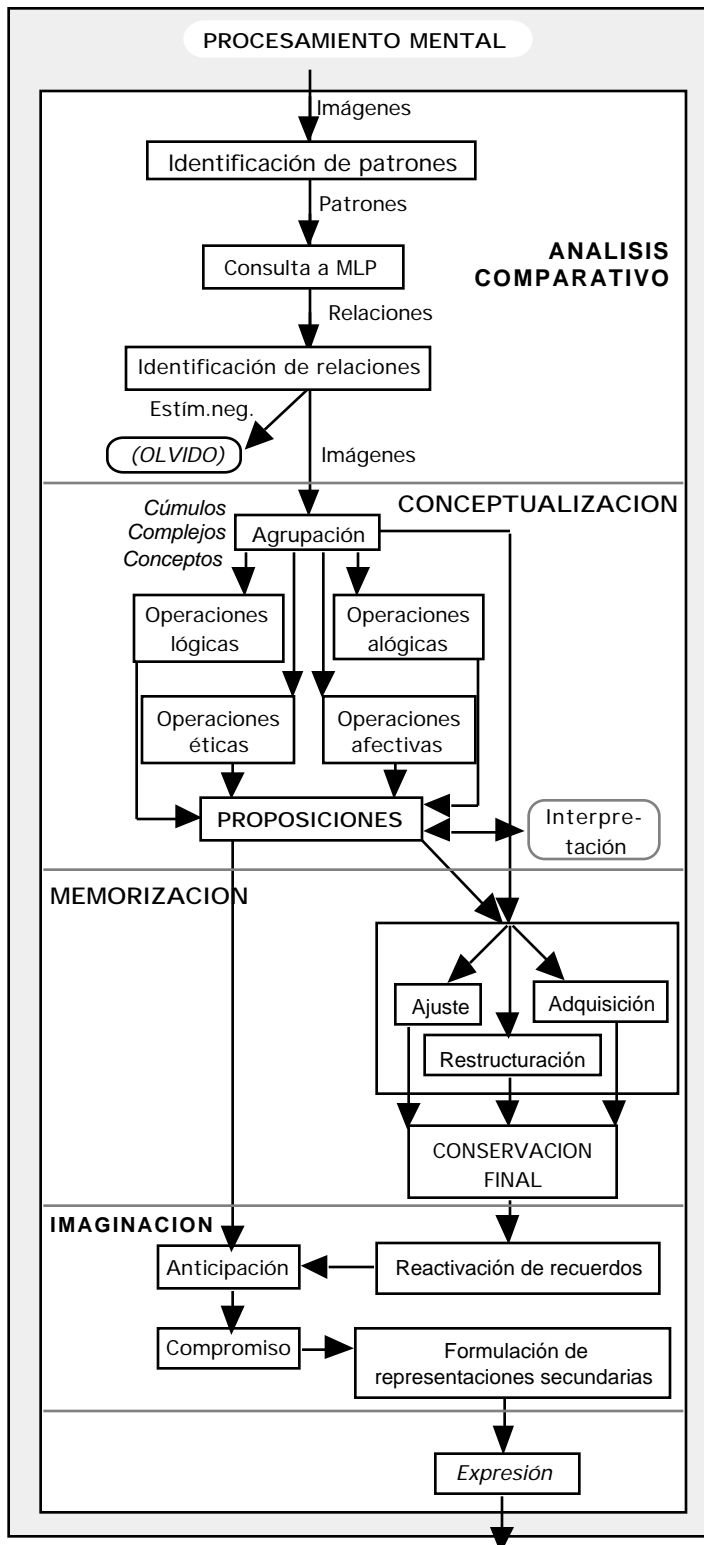 PROCESAMIENTO MENTAL
Imágenes
Identificación de patrones
Patrones
ANALISIS
COMPARATIVO
Consulta a MLP
Relaciones
Identificación de relaciones
Estím.neg.
(OLVIDO)
Imágenes
CONCEPTUALIZACION
Cúmulos
Complejos
Conceptos
Agrupación
Operaciones
lógicas
Operaciones
alógicas
Operaciones
éticas
Operaciones
afectivas
PROPOSICIONES
Interpre-
tación
MEMORIZACION
Ajuste
Adquisición
Restructuración
CONSERVACION
FINAL
IMAGINACION
Anticipación
Reactivación de recuerdos
Compromiso
Formulación de
representaciones secundarias
Expresión